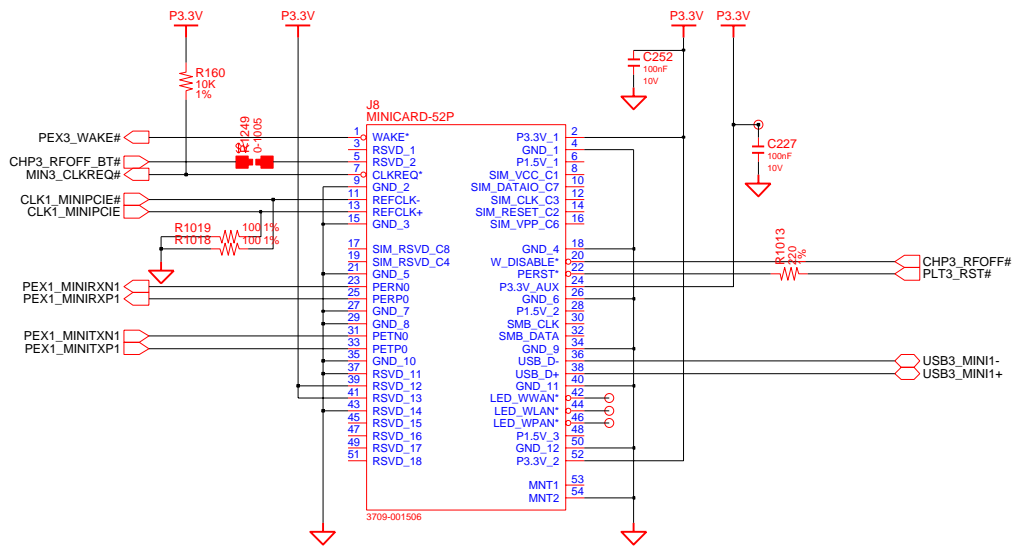 P3.3V
P3.3V
P3.3V
P3.3V
C252
100nF
10V
R160
10K
1%
J8
MINICARD-52P
R1249
0-1005
C227
100nF
10V
PEX3_WAKE#
1
WAKE*
P3.3V_1
2
3
RSVD_1
GND_1
4
CHP3_RFOFF_BT#
5
RSVD_2
P1.5V_1
6
MIN3_CLKREQ#
7
CLKREQ*
SIM_VCC_C1
8
9
GND_2
SIM_DATAIO_C7
10
CLK1_MINIPCIE#
11
REFCLK-
SIM_CLK_C3
12
CLK1_MINIPCIE
13
REFCLK+
SIM_RESET_C2
14
15
GND_3
SIM_VPP_C6
16
R1019
100 1%
R1018
100 1%
17
SIM_RSVD_C8
GND_4
18
19
SIM_RSVD_C4
W_DISABLE*
20
R1013
220
1%
CHP3_RFOFF#
21
GND_5
PERST*
22
PLT3_RST#
PEX1_MINIRXN1
23
PERN0
P3.3V_AUX
24
PEX1_MINIRXP1
25
PERP0
GND_6
26
27
GND_7
P1.5V_2
28
29
GND_8
SMB_CLK
30
PEX1_MINITXN1
31
PETN0
SMB_DATA
32
PEX1_MINITXP1
33
PETP0
GND_9
34
35
GND_10
USB_D-
36
USB3_MINI1-
37
RSVD_11
USB_D+
38
USB3_MINI1+
39
RSVD_12
GND_11
40
41
RSVD_13
LED_WWAN*
42
43
RSVD_14
LED_WLAN*
44
45
RSVD_15
LED_WPAN*
46
47
RSVD_16
P1.5V_3
48
49
RSVD_17
GND_12
50
51
RSVD_18
P3.3V_2
52
MNT1
53
MNT2
54
3709-001506